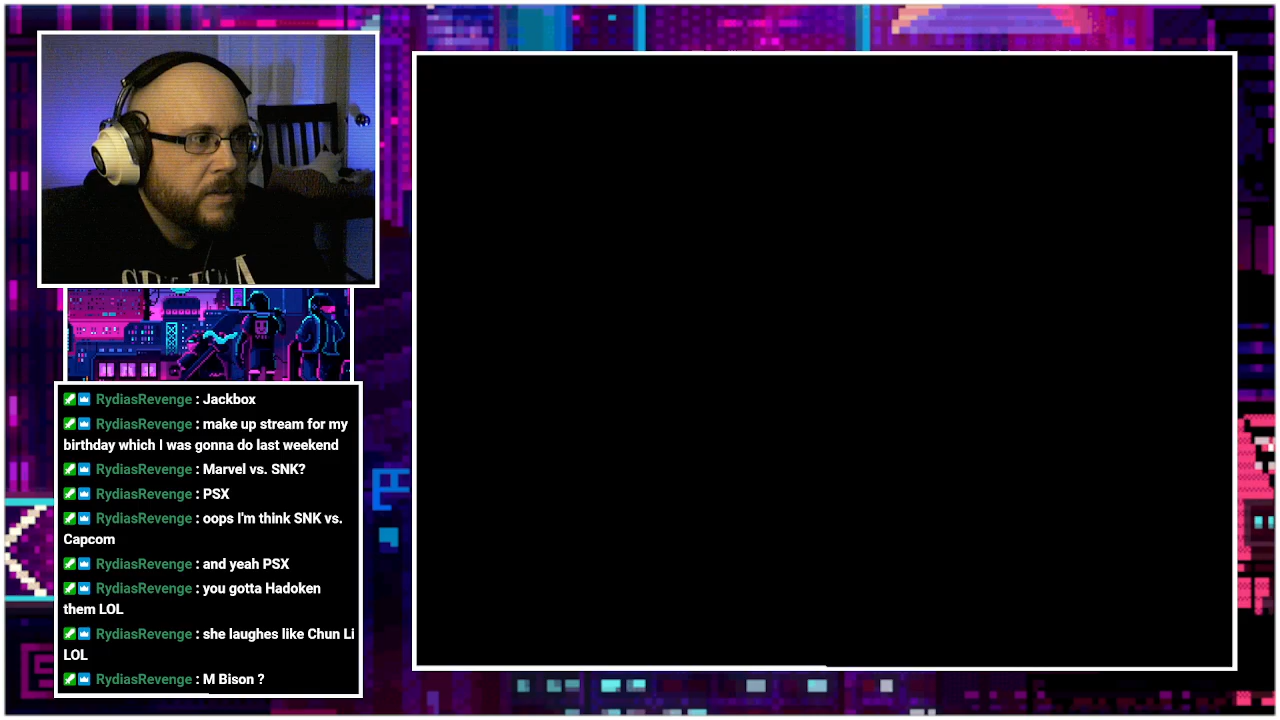 RydiasRevenge : Jackbox
RydiasRevenge : make up stream for my
birthday which I was gonna do last weekend
RydiasRevenge : Marvel vs. SNK?
RydiasRevenge : PSX
RydiasRevenge : oops I'm think SNK vs.
Capcom
RydiasRevenge : and yeah PSX
RydiasRevenge : you gotta Hadoken
them LOL
RydiasRevenge : she laughes like Chun Li
LOL
RydiasRevenge : M Bison ?